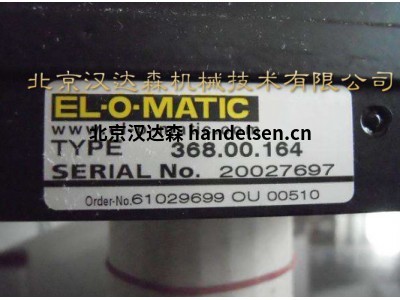 北京汉达森机械技术有限公司
EL-O-MATIC
www.
北京汉达森 handelsen.cn
TYPE 368.00.164
SERIAL No. 20027697
Order-No.61029699 OU 00510